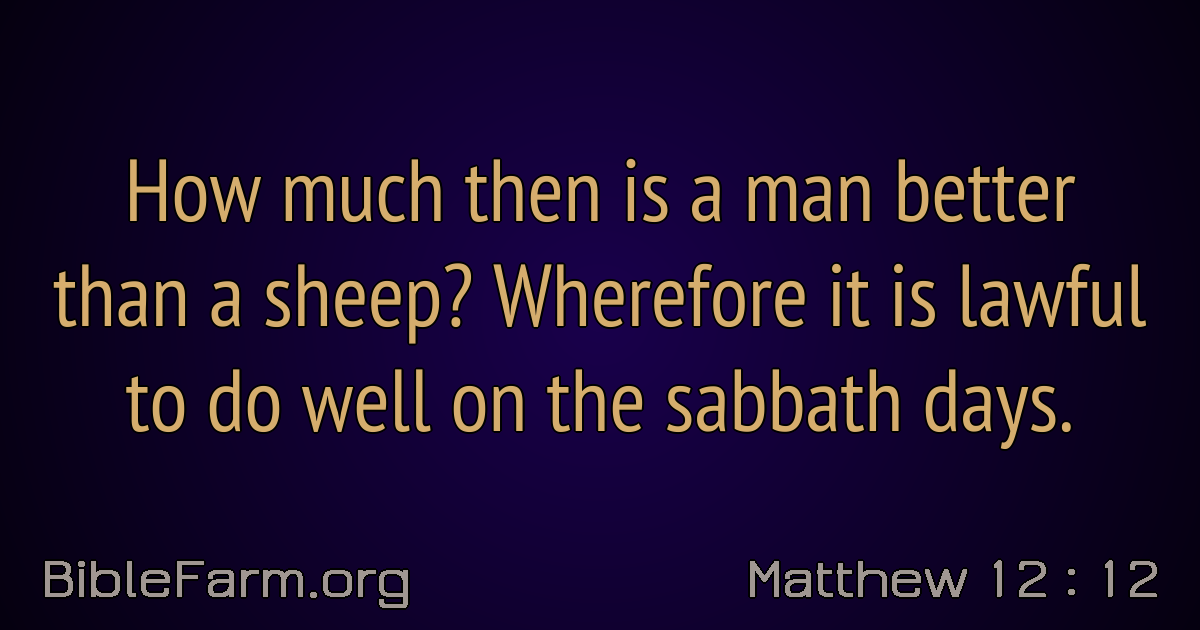 How much then is a man better
than a sheep? Wherefore it is lawful
to do well on the sabbath days.
BibleFarm.org
Matthew 12 : 12